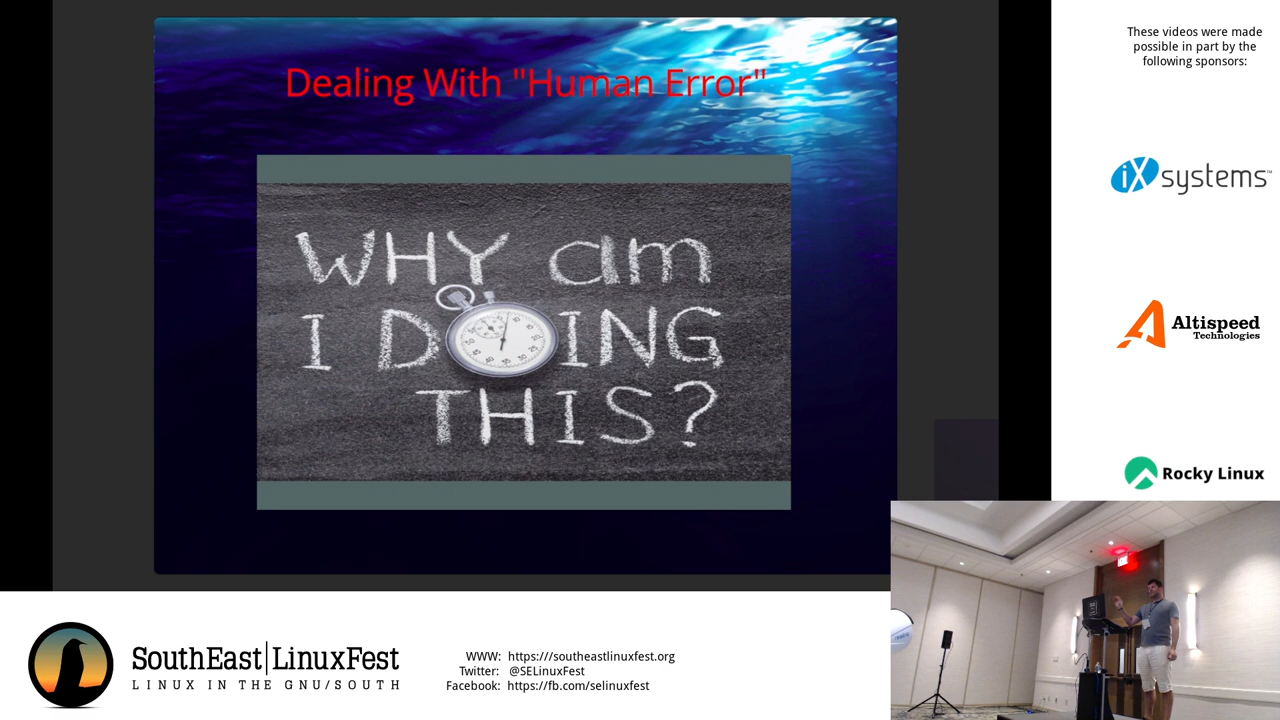 Dealing With "Human Error"
WHY am
I DOING
THIS?
These videos were made
possible in part by the
following sponsors:
iXsystems™
Altispeed
Technologies
Rocky Linux
SouthEast|LinuxFest
LINUX IN THE GNU/SOUTH
WWW: https:///southeastlinuxfest.org
Twitter: @SELinuxFest
Facebook: https://fb.com/selinuxfest